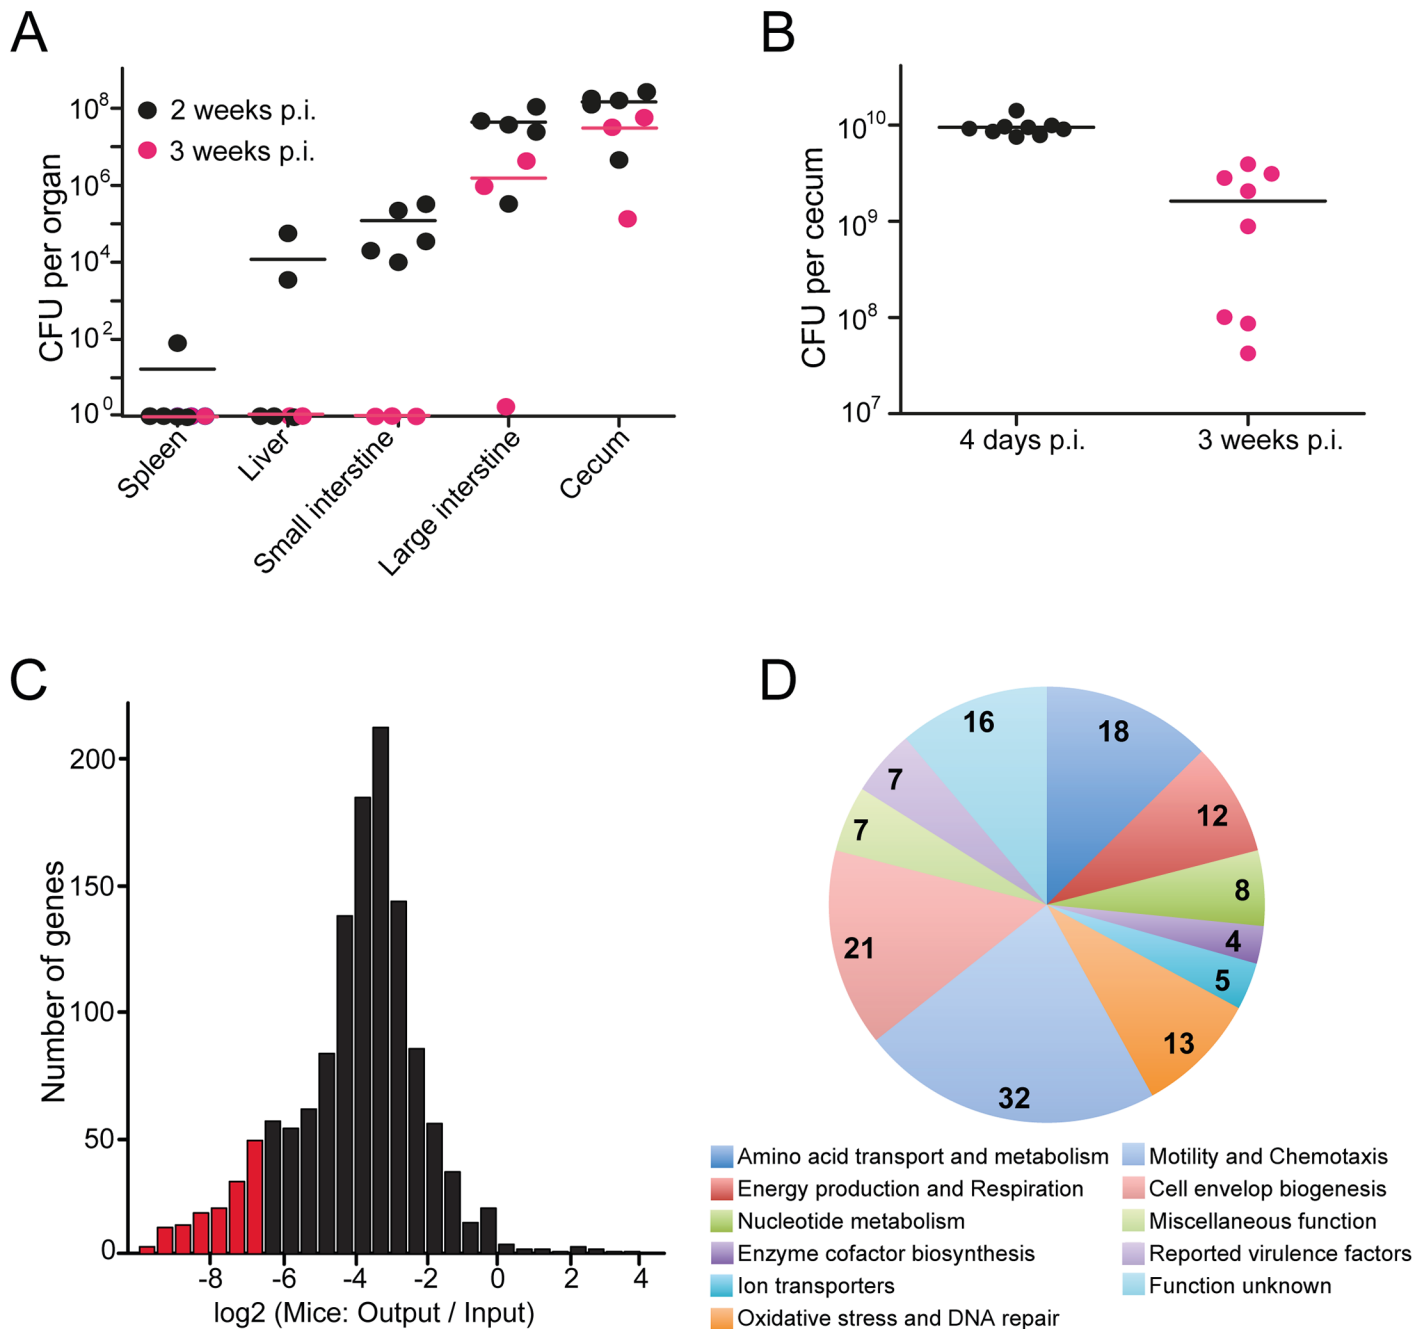 A
CFU per organ
10^8
10^6
10^4
10^2
10^0
2 weeks p.i.
3 weeks p.i.
Spleen
Liver
Small interstine
Large interstine
Cecum
B
CFU per cecum
10^10
10^9
10^8
10^7
4 days p.i.
3 weeks p.i.
C
Number of genes
200
150
100
50
0
-8 -6 -4 -2 0 2 4
log2 (Mice: Output / Input)
D
16
18
7
12
7
8
21
4
5
13
32
Amino acid transport and metabolism
Energy production and Respiration
Nucleotide metabolism
Enzyme cofactor biosynthesis
Ion transporters
Oxidative stress and DNA repair
Motility and Chemotaxis
Cell envelop biogenesis
Miscellaneous function
Reported virulence factors
Function unknown